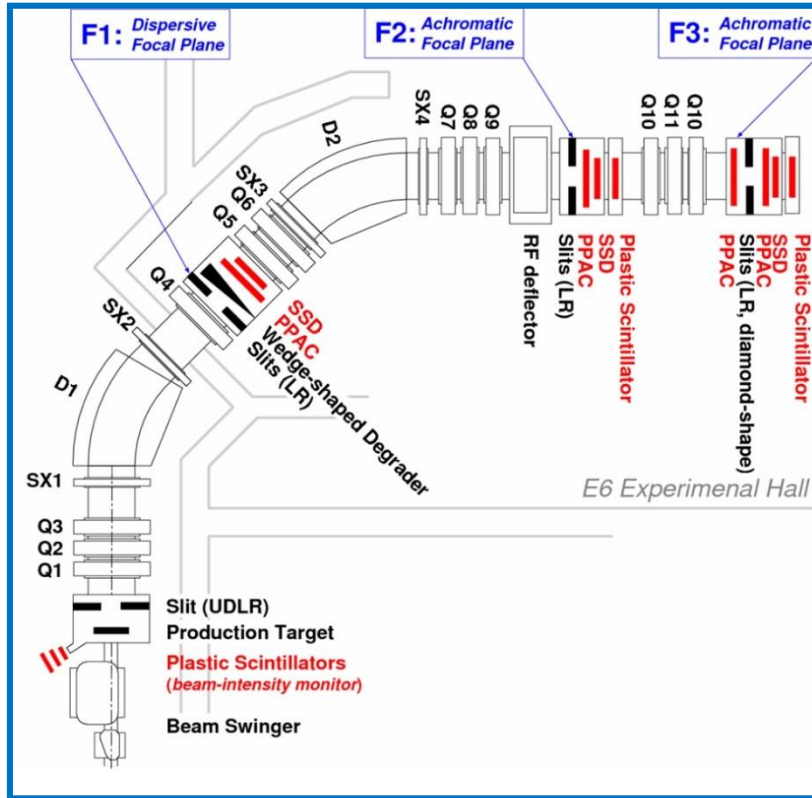 F1: Dispersive
Focal Plane
F2: Achromatic
Focal Plane
F3: Achromatic
Focal Plane
SX4
Q7
Q8
Q9
Q10
Q11
Q10
D2
SX3
Q6
Q5
Q4
SX2
D1
RF deflector
Slits (LR)
PPAC
SSD
Plastic Scintillator
PPAC
Slits (LR, diamond-shape)
PPAC
SSD
Plastic Scintillator
SSD
PPAC
Wedge-shaped Degrader
Slits (LR)
SX1
E6 Experimenal Hall
Q3
Q2
Q1
Slit (UDLR)
Production Target
Plastic Scintillators
(beam-intensity monitor)
Beam Swinger